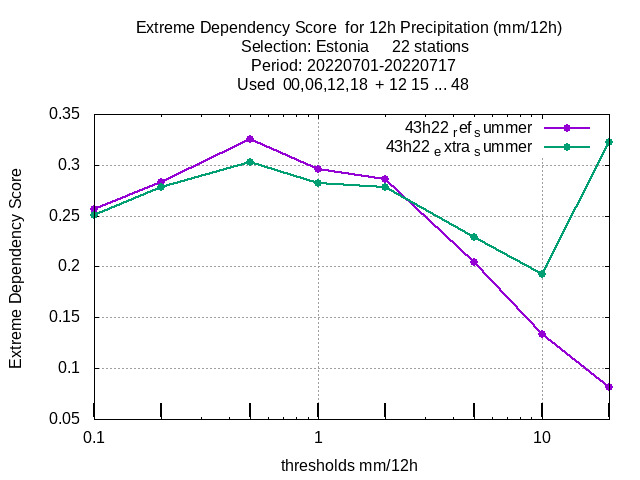 Extreme Dependency Score  for 12h Precipitation (mm/12h)
Selection: Estonia     22 stations
Period: 20220701-20220717
Used  00,06,12,18  + 12 15 ... 48
43h22 ref summer
43h22 extra summer
0.35
0.3
0.25
0.2
0.15
0.1
0.05
Extreme Dependency Score
0.1 1 10
thresholds mm/12h